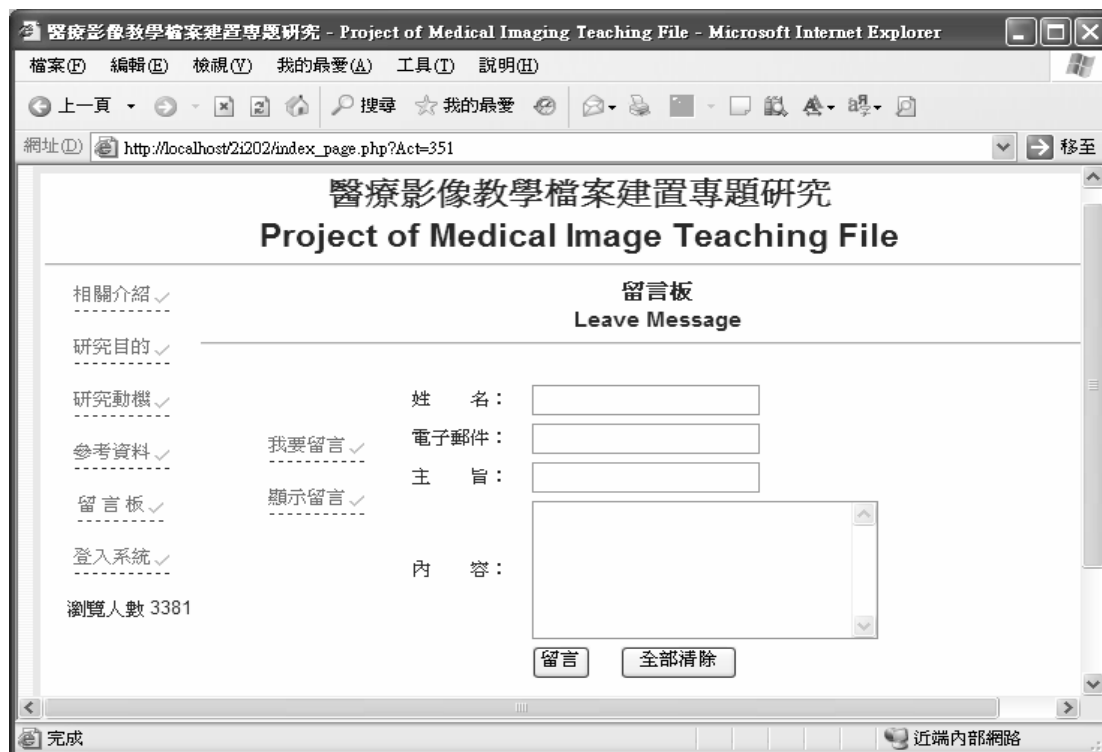 醫療影像教學檔案建置專題研究 - Project of Medical Imaging Teaching File - Microsoft Internet Explorer
檔案(F) 編輯(E) 檢視(V) 我的最愛(A) 工具(T) 說明(H)
上一頁 搜尋 我的最愛
網址(D) http://localhost/2i202/index_page.php?Act=351 移至
醫療影像教學檔案建置專題研究
Project of Medical Image Teaching File
相關介紹
研究目的
研究動機
參考資料
留言板
登入系統
瀏覽人數 3381
留言板
Leave Message
我要留言
顯示留言
姓 名：
電子郵件：
主 旨：
內 容：
留言 全部清除
完成 近端內部網路